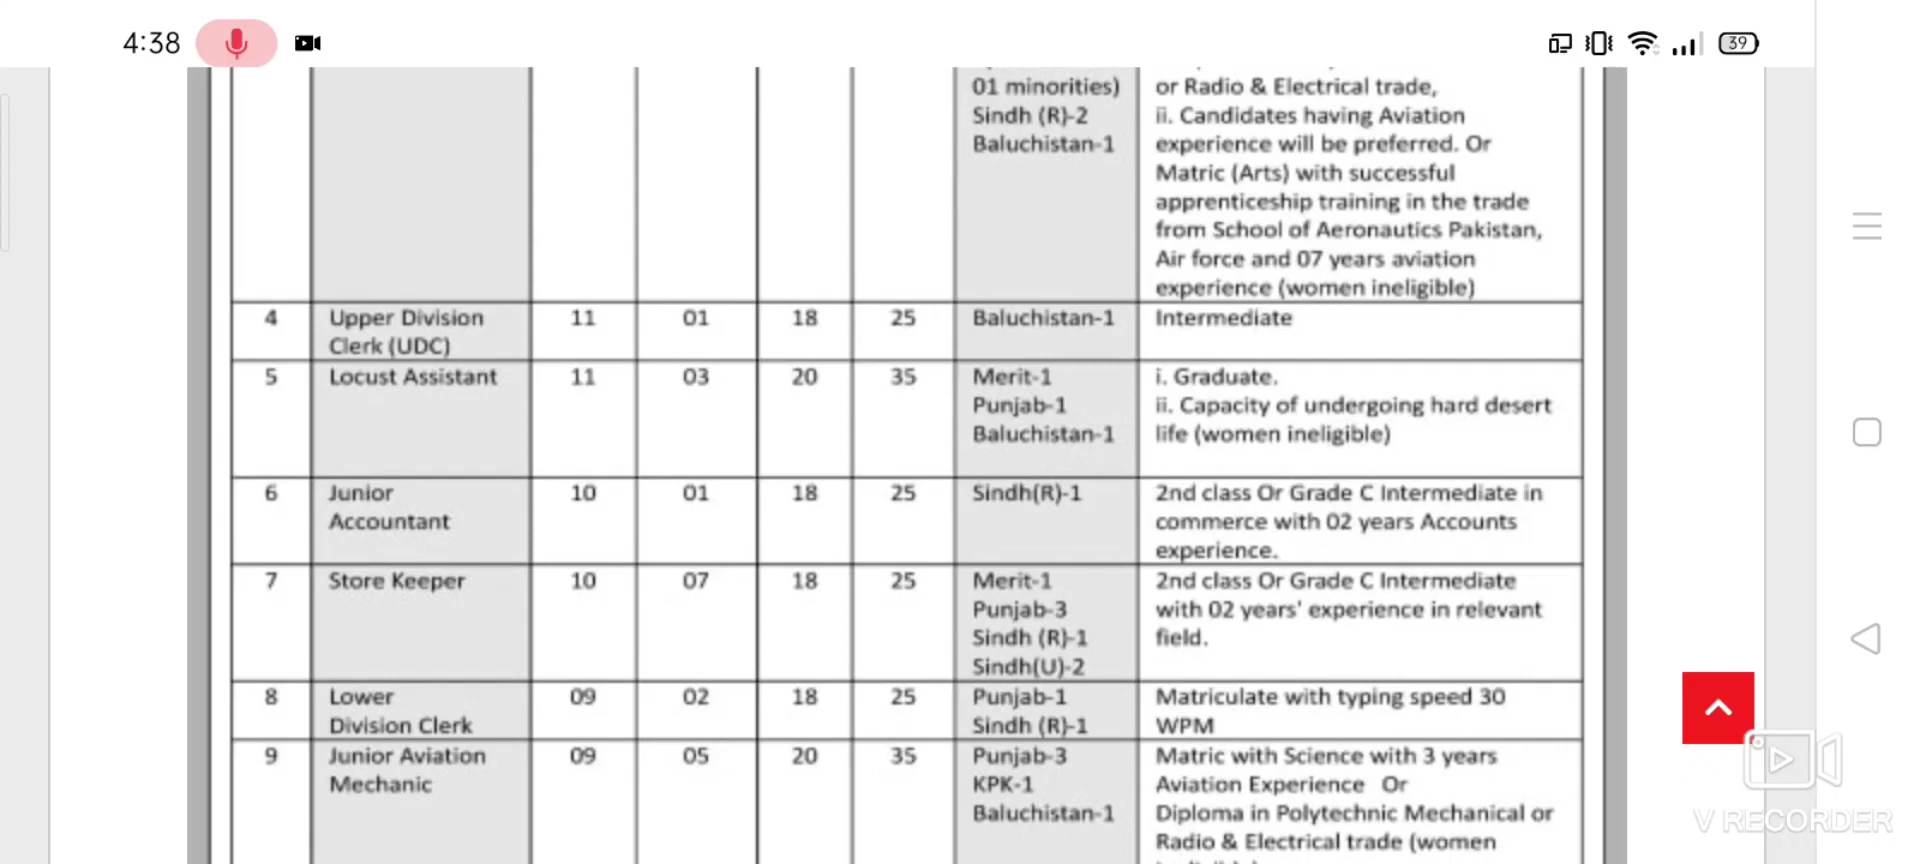 4:38
39
01 minorities)
Sindh (R)-2
Baluchistan-1
or Radio & Electrical trade,
ii. Candidates having Aviation
experience will be preferred. Or
Matric (Arts) with successful
apprenticeship training in the trade
from School of Aeronautics Pakistan,
Air force and 07 years aviation
experience (women ineligible)
4 Upper Division 11 01 18 25 Baluchistan-1 Intermediate
Clerk (UDC)
5 Locust Assistant 11 03 20 35 Merit-1 i. Graduate.
Punjab-1 ii. Capacity of undergoing hard desert
Baluchistan-1 life (women ineligible)
6 Junior 10 01 18 25 Sindh(R)-1 2nd class Or Grade C Intermediate in
Accountant commerce with 02 years Accounts
experience.
7 Store Keeper 10 07 18 25 Merit-1 2nd class Or Grade C Intermediate
Punjab-3 with 02 years' experience in relevant
Sindh (R)-1 field.
Sindh(U)-2
8 Lower 09 02 18 25 Punjab-1 Matriculate with typing speed 30
Division Clerk Sindh (R)-1 WPM
9 Junior Aviation 09 05 20 35 Punjab-3 Matric with Science with 3 years
Mechanic KPK-1 Aviation Experience Or
Baluchistan-1 Diploma in Polytechnic Mechanical or
Radio & Electrical trade (women
V RECORDER